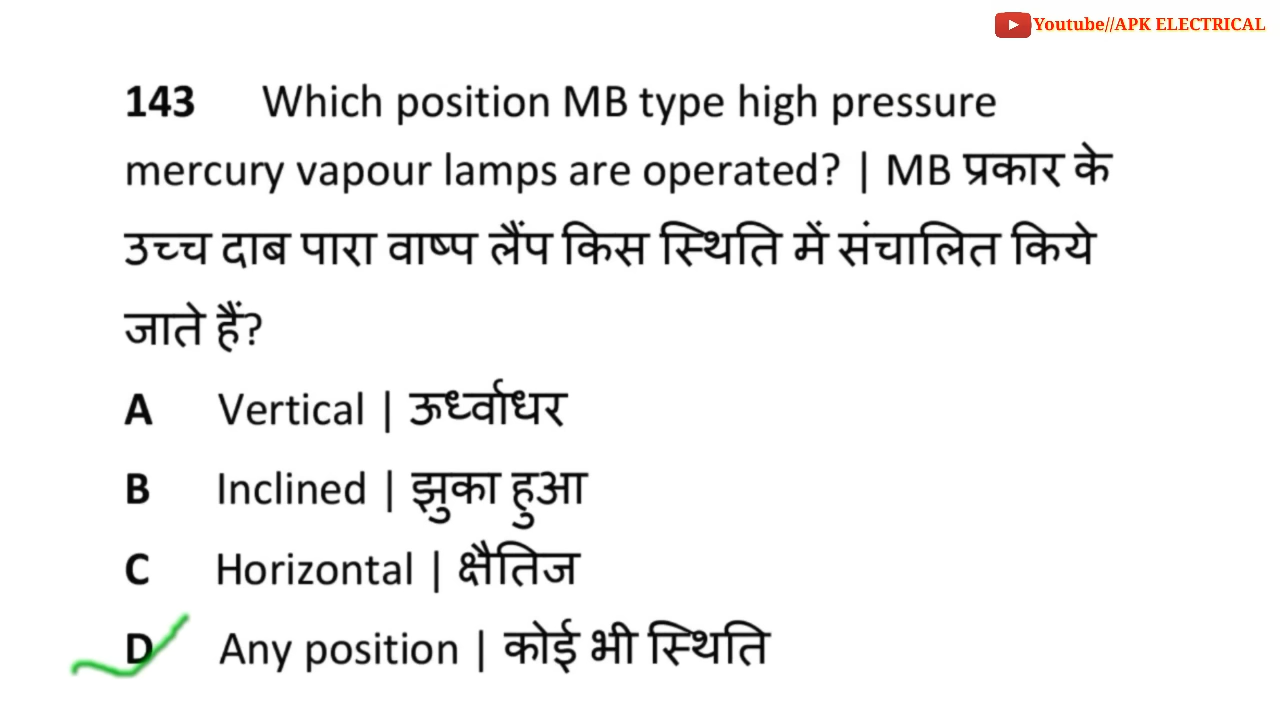 Youtube//APK ELECTRICAL
143 Which position MB type high pressure
mercury vapour lamps are operated? | MB प्रकार के
उच्च दाब पारा वाष्प लैंप किस स्थिति में संचालित किये
जाते हैं?
A Vertical | ऊर्ध्वाधर
B Inclined | झुका हुआ
C Horizontal | क्षैतिज
D Any position | कोई भी स्थिति